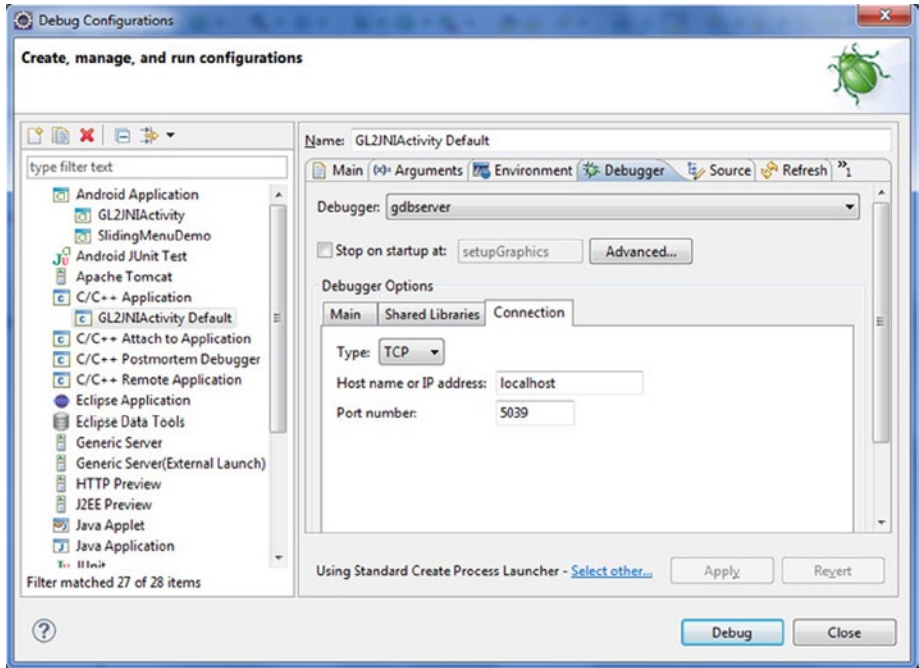 Debug Configurations
Create, manage, and run configurations
type filter text
Android Application
GL2JNIActivity
SlidingMenuDemo
Android JUnit Test
Apache Tomcat
C/C++ Application
GL2JNIActivity Default
C/C++ Attach to Application
C/C++ Postmortem Debugger
C/C++ Remote Application
Eclipse Application
Eclipse Data Tools
Generic Server
Generic Server(External Launch)
HTTP Preview
J2EE Preview
Java Applet
Java Application
Filter matched 27 of 28 items
Name: GL2JNIActivity Default
Main Arguments Environment Debugger Source Refresh »1
Debugger: gdbserver
Stop on startup at: setupGraphics Advanced...
Debugger Options
Main Shared Libraries Connection
Type: TCP
Host name or IP address: localhost
Port number: 5039
Using Standard Create Process Launcher - Select other... Apply Revert
Debug Close